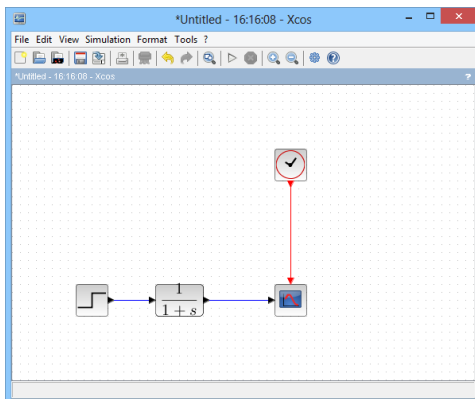 *Untitled - 16:16:08 - Xcos
File Edit View Simulation Format Tools ?
*Untitled - 16:16:08 - Xcos ?
1
1 + s